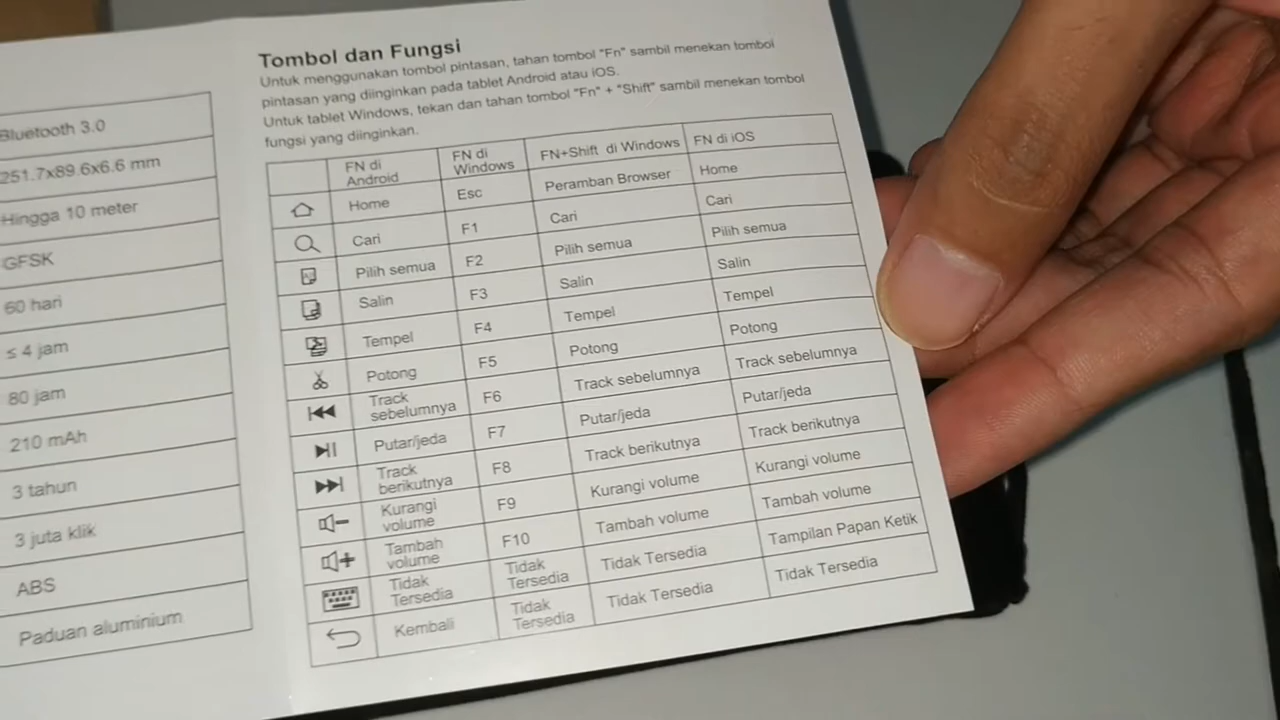 Bluetooth 3.0
251.7x89.6x6.6 mm
Hingga 10 meter
GFSK
60 hari
≤ 4 jam
80 jam
210 mAh
3 tahun
3 juta klik
ABS
Paduan aluminium
Tombol dan Fungsi
Untuk menggunakan tombol pintasan, tahan tombol "Fn" sambil menekan tombol
pintasan yang diinginkan pada tablet Android atau iOS.
Untuk tablet Windows, tekan dan tahan tombol "Fn" + "Shift" sambil menekan tombol
fungsi yang diinginkan.
FN di
Android
FN di
Windows
FN+Shift di Windows
FN di iOS
Home
Esc
Peramban Browser
Home
Cari
F1
Cari
Cari
Pilih semua
F2
Pilih semua
Pilih semua
Salin
F3
Salin
Salin
Tempel
F4
Tempel
Tempel
Potong
F5
Potong
Potong
Track
sebelumnya
F6
Track sebelumnya
Track sebelumnya
Putar/jeda
F7
Putar/jeda
Putar/jeda
Track
berikutnya
F8
Track berikutnya
Track berikutnya
Kurangi
volume
F9
Kurangi volume
Kurangi volume
Tambah
volume
F10
Tambah volume
Tambah volume
Tidak
Tersedia
Tidak
Tersedia
Tidak Tersedia
Tampilan Papan Ketik
Kembali
Tidak
Tersedia
Tidak Tersedia
Tidak Tersedia